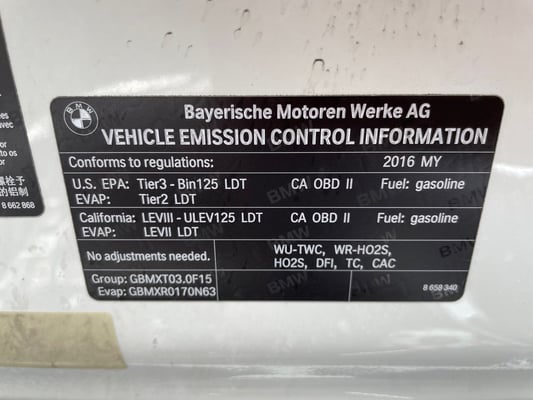 BMW
Bayerische Motoren Werke AG
VEHICLE EMISSION CONTROL INFORMATION
Conforms to regulations: 2016 MY
U.S. EPA: Tier3 - Bin125 LDT CA OBD II Fuel: gasoline
EVAP: Tier2 LDT
California: LEVIII - ULEV125 LDT CA OBD II Fuel: gasoline
EVAP: LEVII LDT
No adjustments needed.
WU-TWC, WR-HO2S,
HO2S, DFI, TC, CAC
Group: GBMXT03.0F15
Evap: GBMXR0170N63
8 658 340
8 662 868